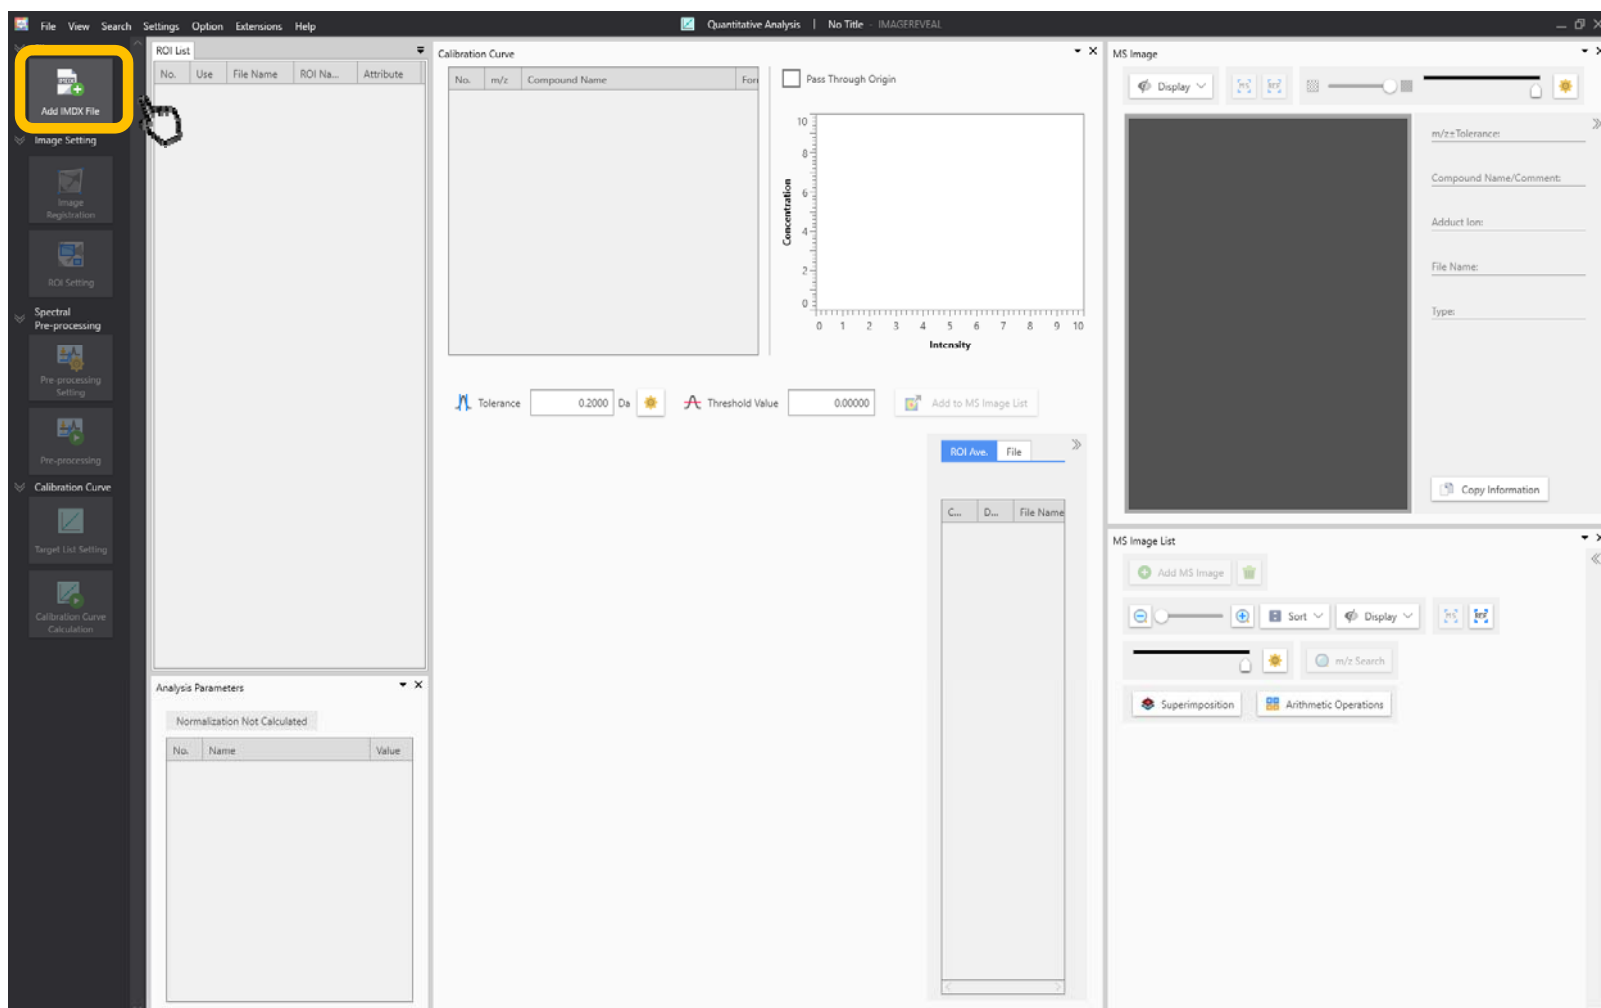 File View Search Settings Option Extensions Help
Quantitative Analysis | No Title - IMAGEREVEAL
Add IMDX File
Image Setting
Image
Registration
ROI Setting
Spectral
Pre-processing
Pre-processing
Setting
Pre-processing
Calibration Curve
Target List Setting
Calibration Curve
Calculation
ROI List
No. Use File Name ROI Na... Attribute
Analysis Parameters
Normalization Not Calculated
No. Name Value
Calibration Curve
No. m/z Compound Name For
Pass Through Origin
10
8
6
4
2
0
Concentration
0 1 2 3 4 5 6 7 8 9 10
Intensity
Tolerance 0.2000 Da Threshold Value 0.00000 Add to MS Image List
ROI Ave. File
C... D... File Name
MS Image
Display
m/z±Tolerance:
Compound Name/Comment:
Adduct Ion:
File Name:
Type:
Copy Information
MS Image List
Add MS Image
Sort Display
m/z Search
Superimposition Arithmetic Operations